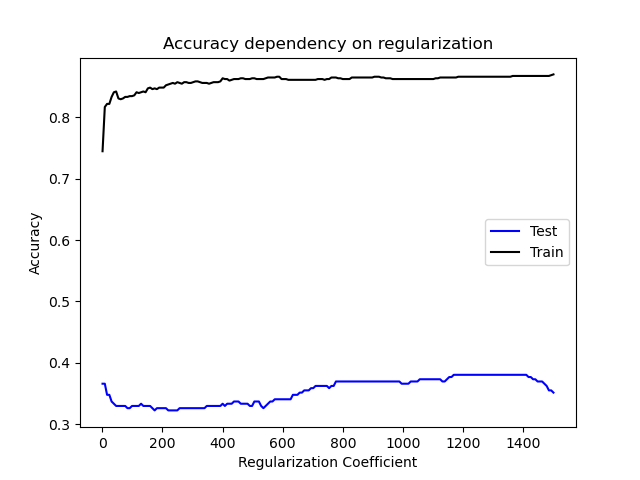 Accuracy dependency on regularization
0.8
0.7
0.6
0.5
0.4
0.3
Accuracy
Test
Train
0 200 400 600 800 1000 1200 1400
Regularization Coefficient